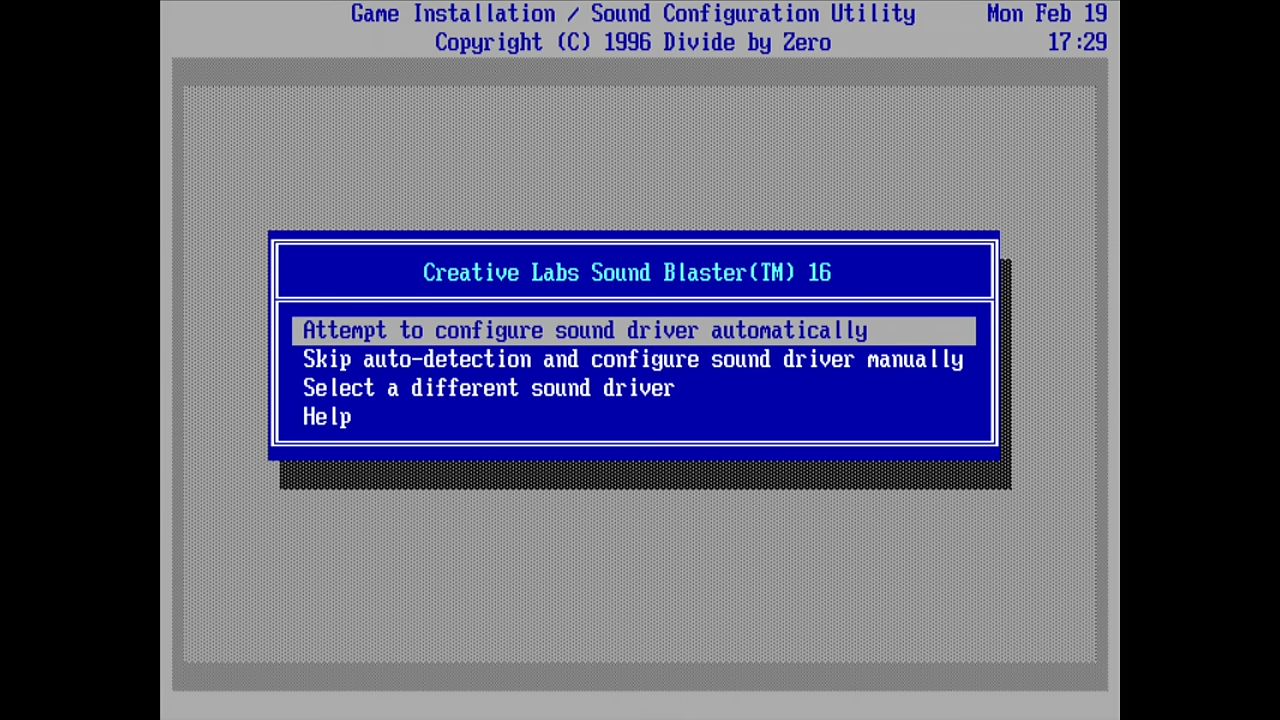 Game Installation / Sound Configuration Utility Mon Feb 19
Copyright (C) 1996 Divide by Zero 17:29
Creative Labs Sound Blaster(TM) 16
Attempt to configure sound driver automatically
Skip auto-detection and configure sound driver manually
Select a different sound driver
Help